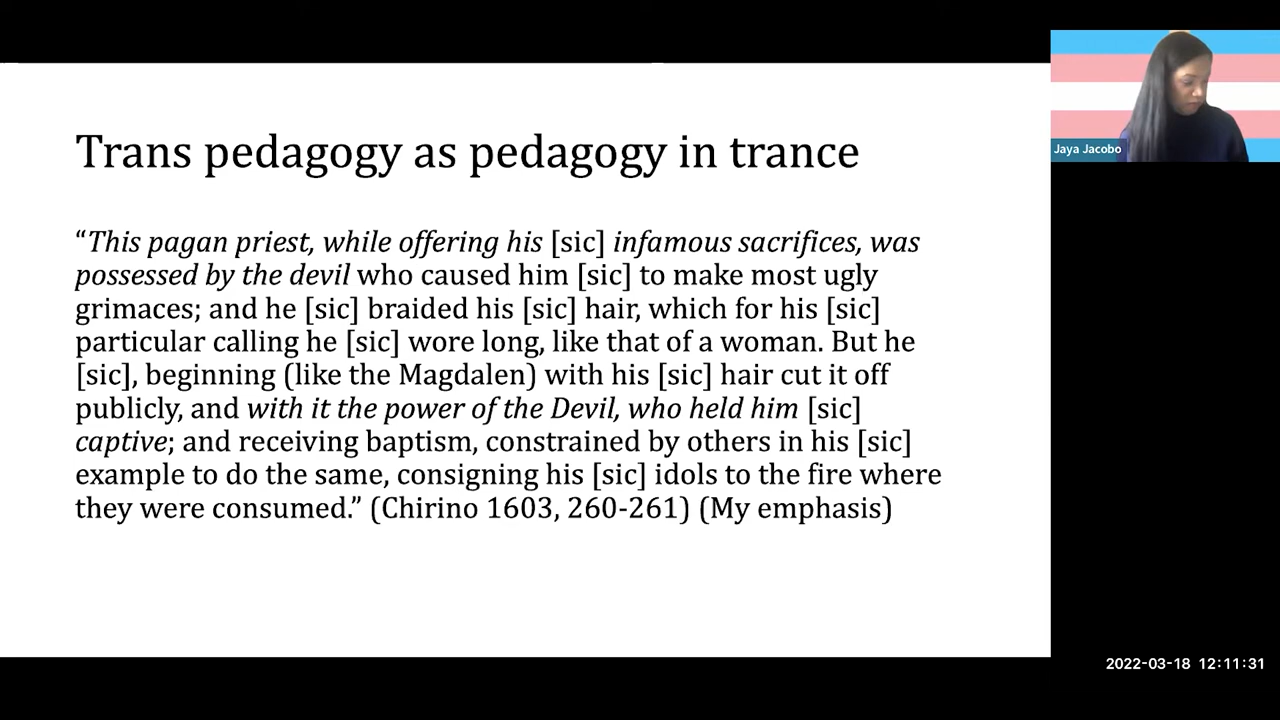 Trans pedagogy as pedagogy in trance
“This pagan priest, while offering his [sic] infamous sacrifices, was
possessed by the devil who caused him [sic] to make most ugly
grimaces; and he [sic] braided his [sic] hair, which for his [sic]
particular calling he [sic] wore long, like that of a woman. But he
[sic], beginning (like the Magdalen) with his [sic] hair cut it off
publicly, and with it the power of the Devil, who held him [sic]
captive; and receiving baptism, constrained by others in his [sic]
example to do the same, consigning his [sic] idols to the fire where
they were consumed.” (Chirino 1603, 260-261) (My emphasis)
Jaya Jacobo
2022-03-18 12:11:31